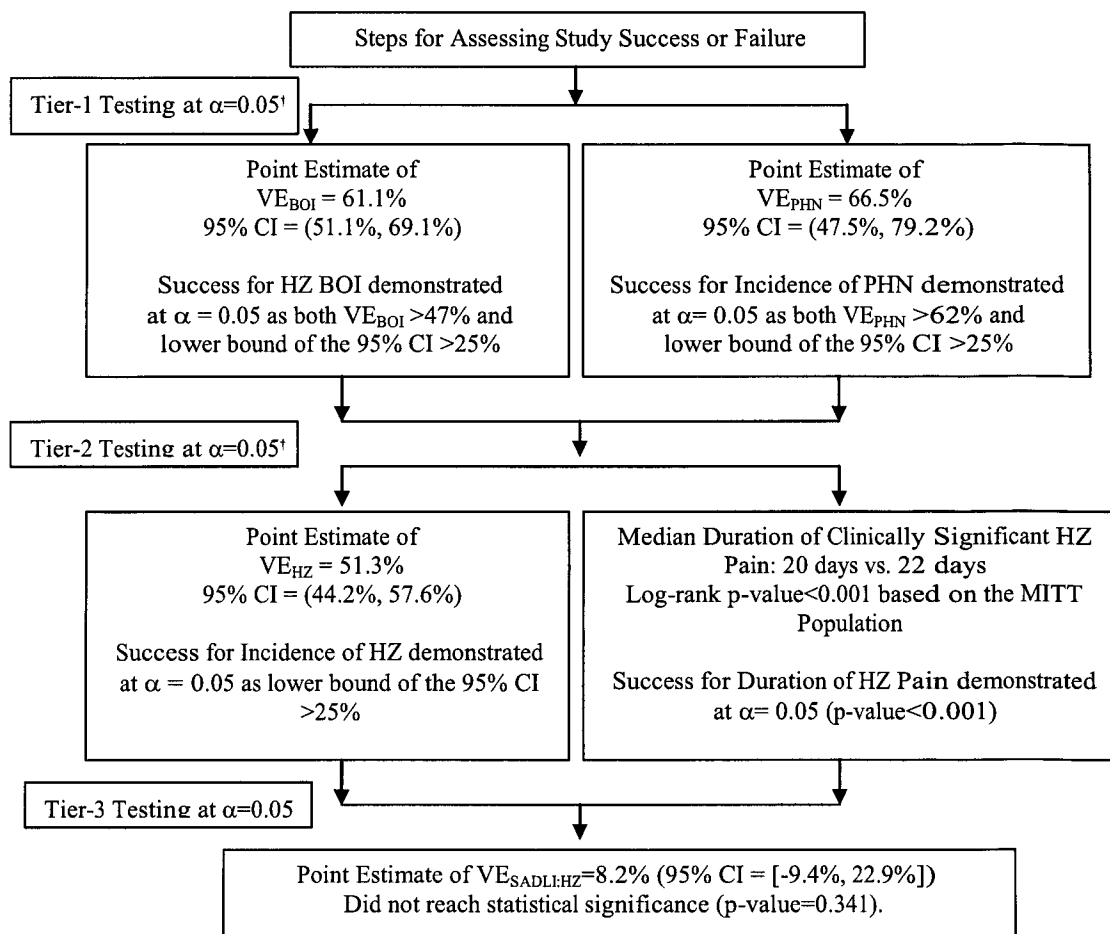 Steps for Assessing Study Success or Failure
Tier-1 Testing at α=0.05†
Point Estimate of
VE_BOI = 61.1%
95% CI = (51.1%, 69.1%)
Success for HZ BOI demonstrated
at α = 0.05 as both VE_BOI >47% and
lower bound of the 95% CI >25%
Point Estimate of
VE_PHN = 66.5%
95% CI = (47.5%, 79.2%)
Success for Incidence of PHN demonstrated
at α= 0.05 as both VE_PHN >62% and
lower bound of the 95% CI >25%
Tier-2 Testing at α=0.05†
Point Estimate of
VE_HZ = 51.3%
95% CI = (44.2%, 57.6%)
Success for Incidence of HZ demonstrated
at α = 0.05 as lower bound of the 95% CI
>25%
Median Duration of Clinically Significant HZ
Pain: 20 days vs. 22 days
Log-rank p-value<0.001 based on the MITT
Population
Success for Duration of HZ Pain demonstrated
at α= 0.05 (p-value<0.001)
Tier-3 Testing at α=0.05
Point Estimate of VE_SADLI:HZ=8.2% (95% CI = [-9.4%, 22.9%])
Did not reach statistical significance (p-value=0.341).